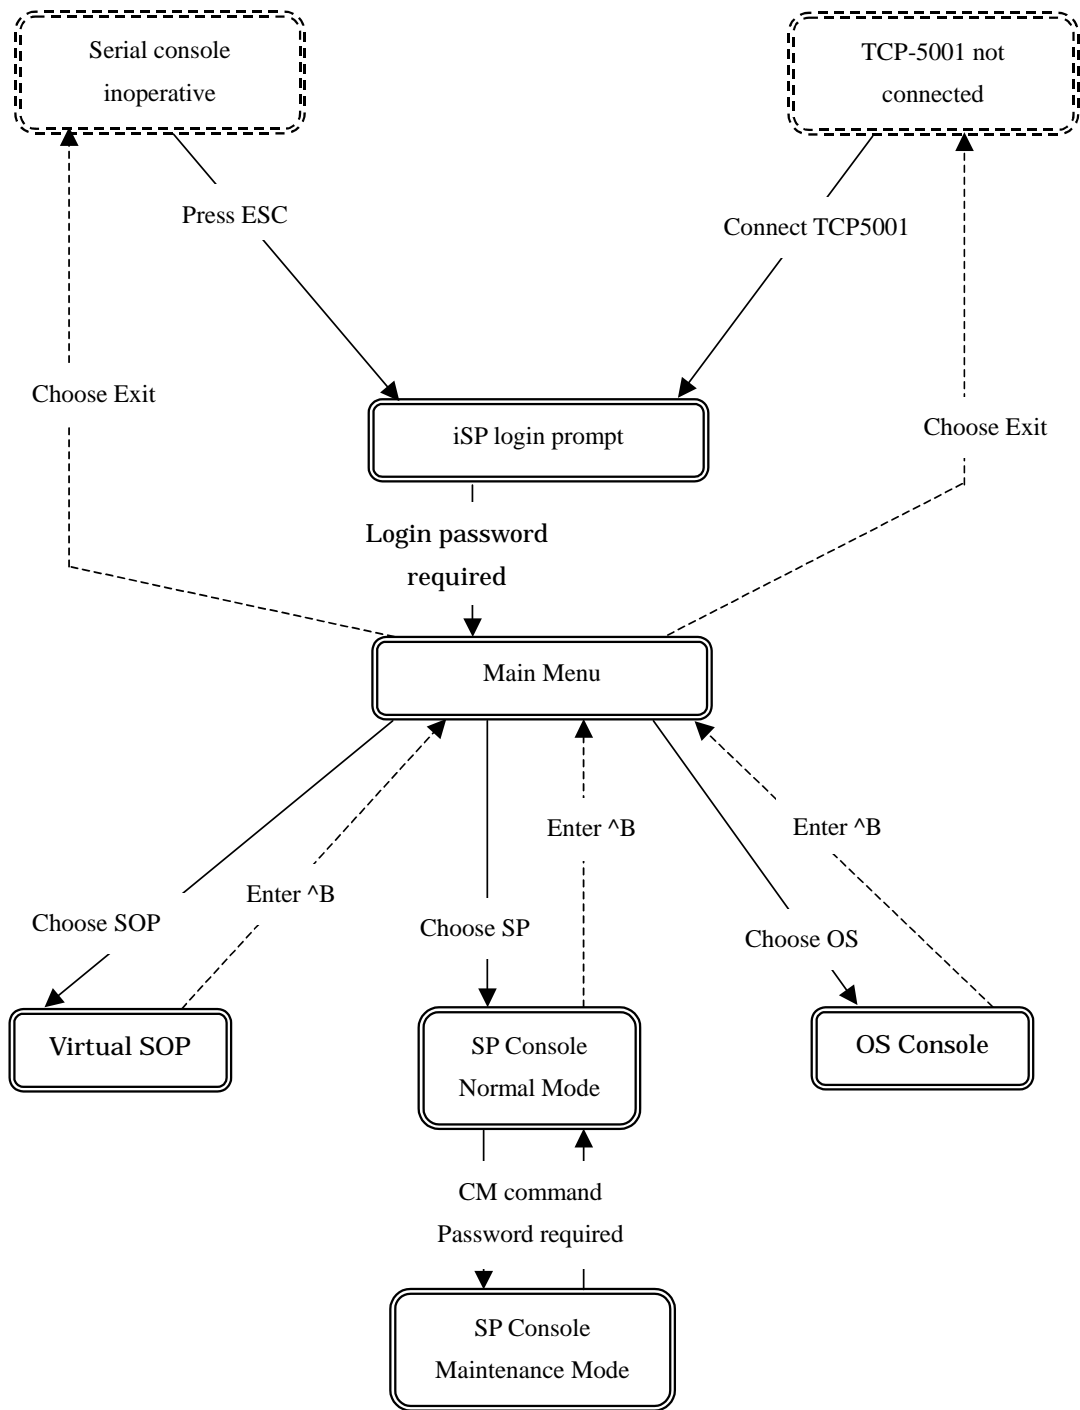 Serial console
inoperative
TCP-5001 not
connected
Press ESC
Connect TCP5001
Choose Exit
Choose Exit
iSP login prompt
Login password
required
Main Menu
Enter ^B
Enter ^B
Enter ^B
Choose SOP
Choose SP
Choose OS
Virtual SOP
SP Console
Normal Mode
OS Console
CM command
Password required
SP Console
Maintenance Mode